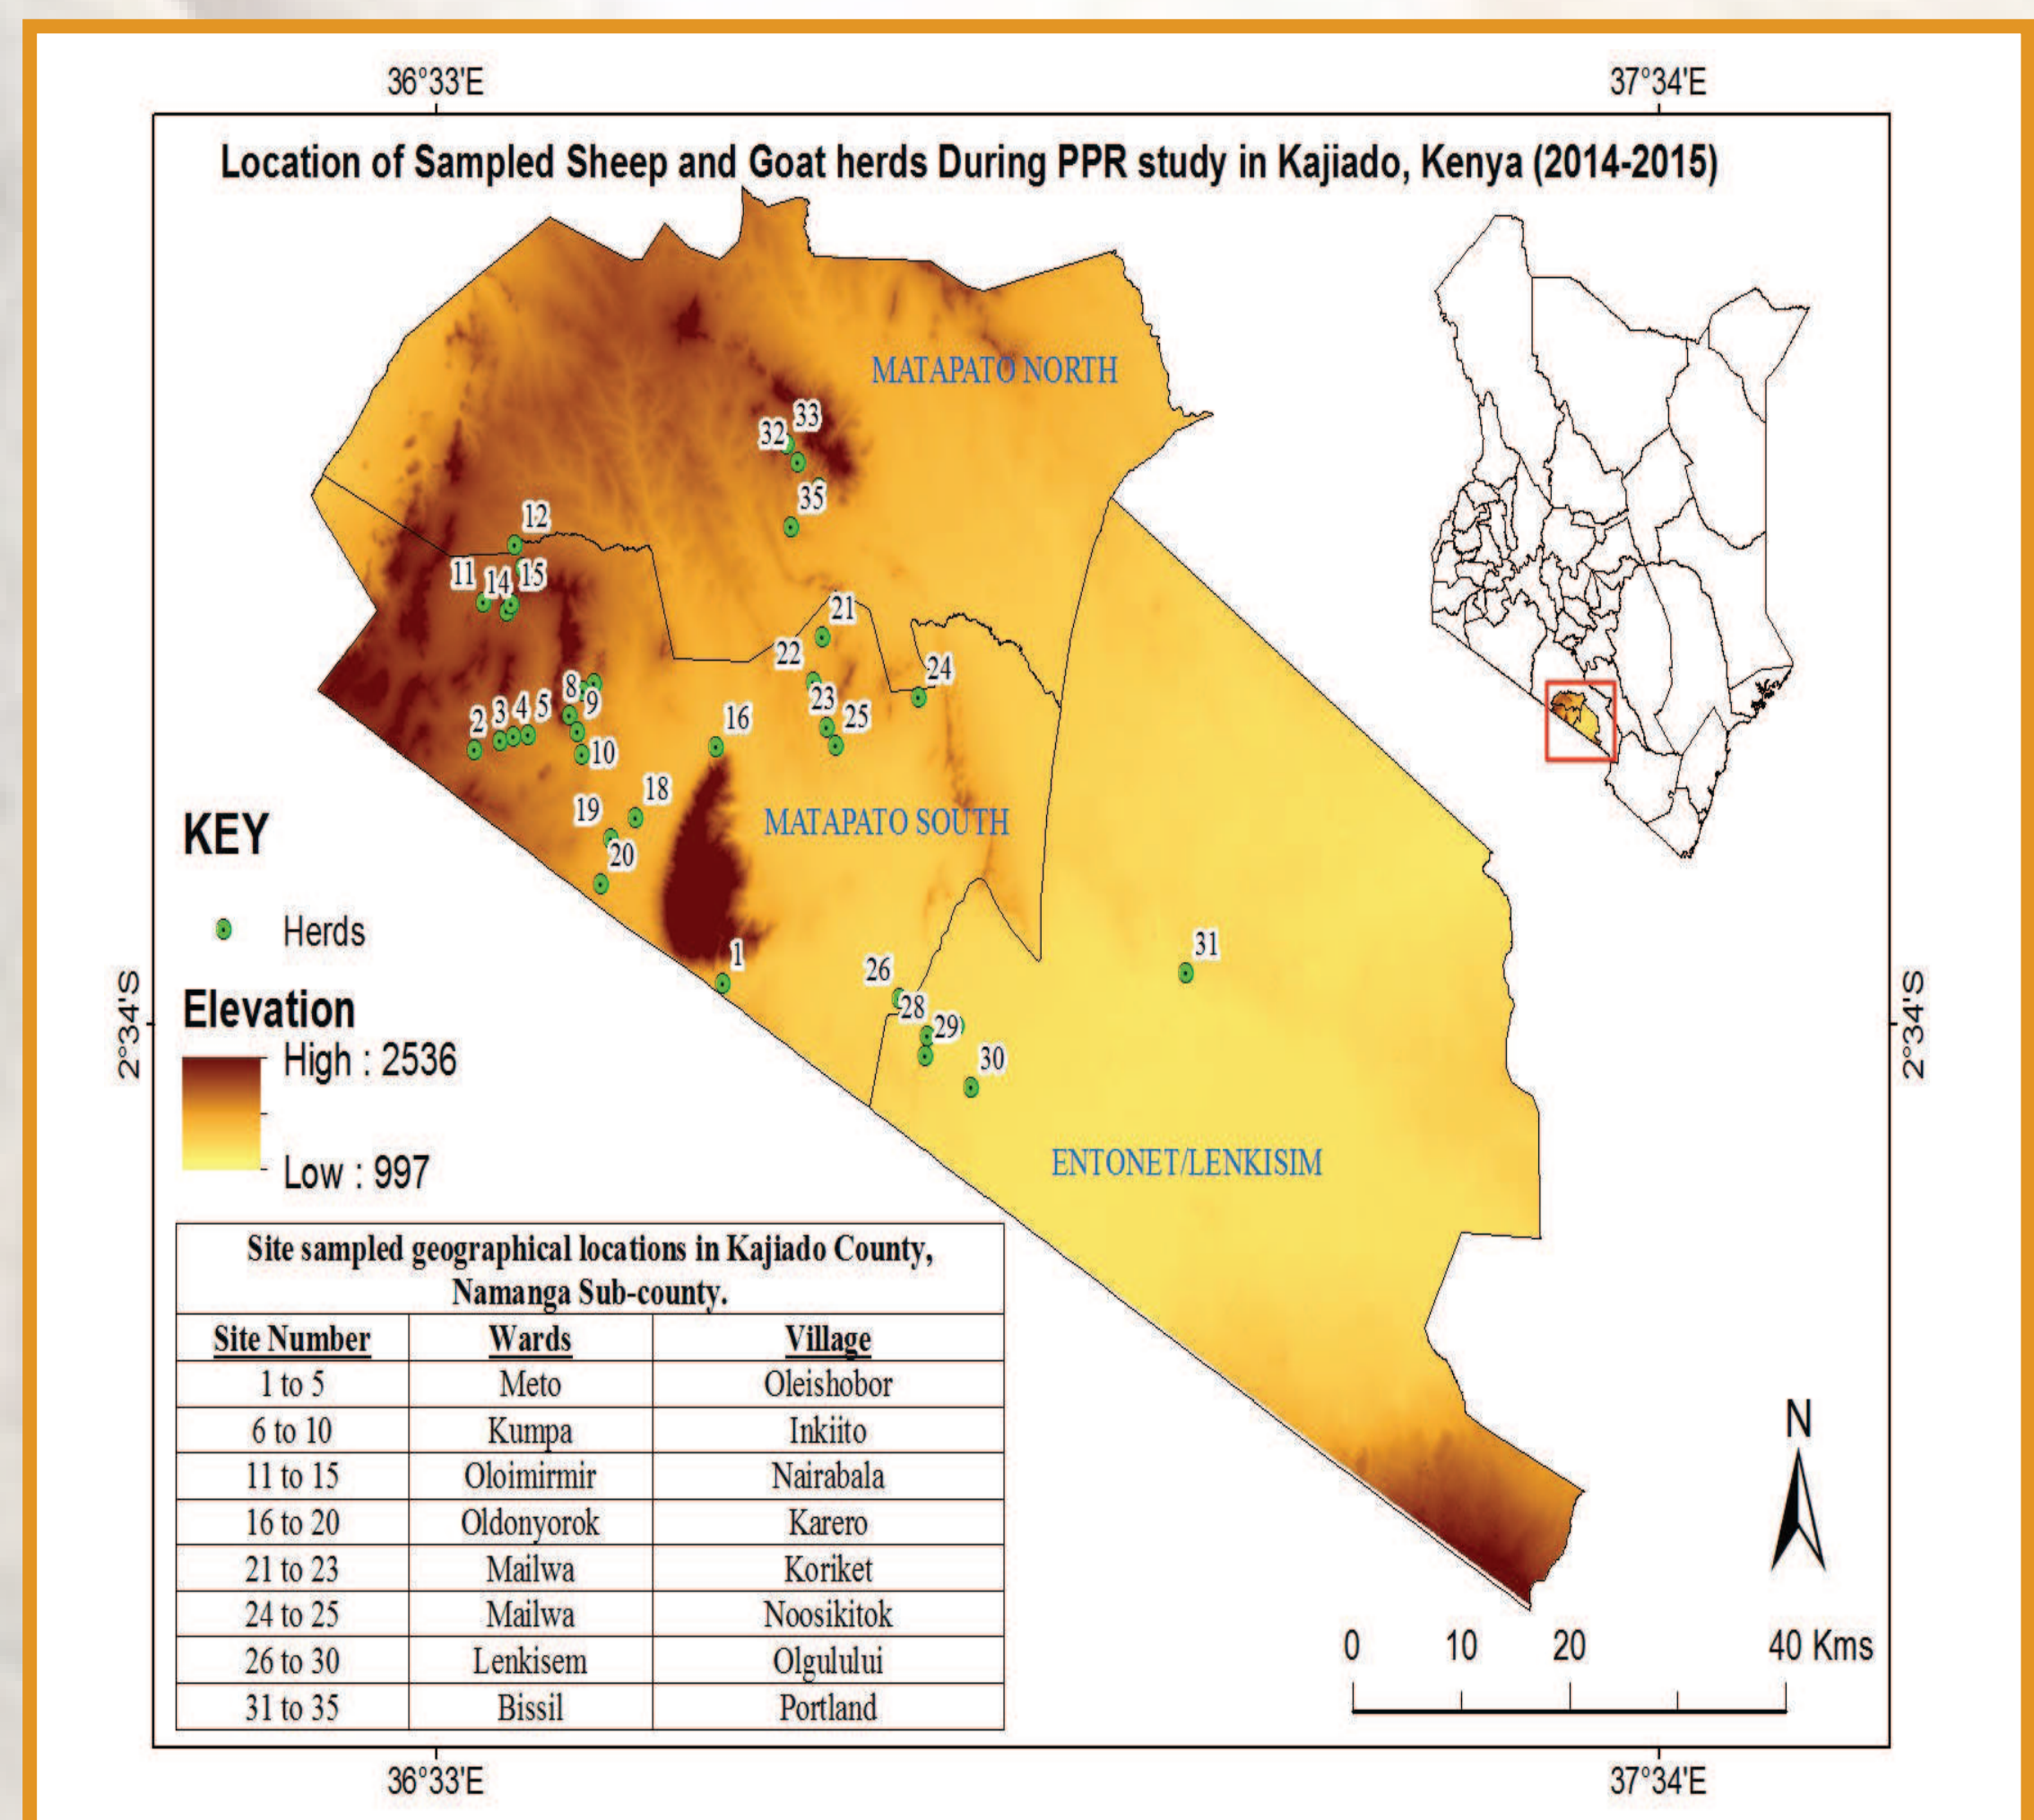 36°33'E 37°34'E
Location of Sampled Sheep and Goat herds During PPR study in Kajiado, Kenya (2014-2015)
MATAPATO NORTH
33
32
35
12
11 14 15
21
22
24
8
9
2 3 4 5
23 25
16
10
18
19
MATAPATO SOUTH
20
1
26
31
28
29
30
ENTONET/LENKISIM
KEY
Herds
Elevation
High : 2536
Low : 997
2°34'S 2°34'S
Site sampled geographical locations in Kajiado County,
Namanga Sub-county.
Site Number Wards Village
1 to 5 Meto Oleishobor
6 to 10 Kumpa Inkiito
11 to 15 Oloimirmir Nairabala
16 to 20 Oldonyorok Karero
21 to 23 Mailwa Koriket
24 to 25 Mailwa Noosikitok
26 to 30 Lenkisem Olgulului
31 to 35 Bissil Portland
N
0 10 20 40 Kms
36°33'E 37°34'E